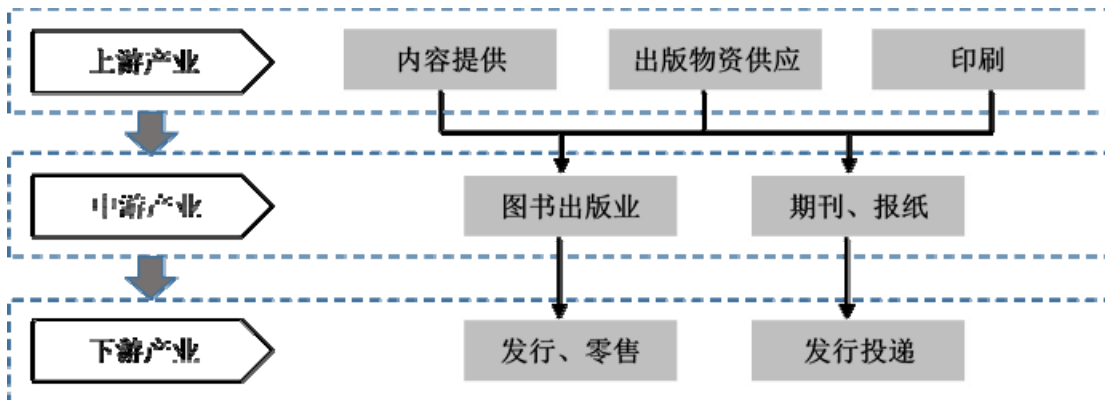 上游产业
内容提供
出版物资供应
印刷
中游产业
图书出版业
期刊、报纸
下游产业
发行、零售
发行投递